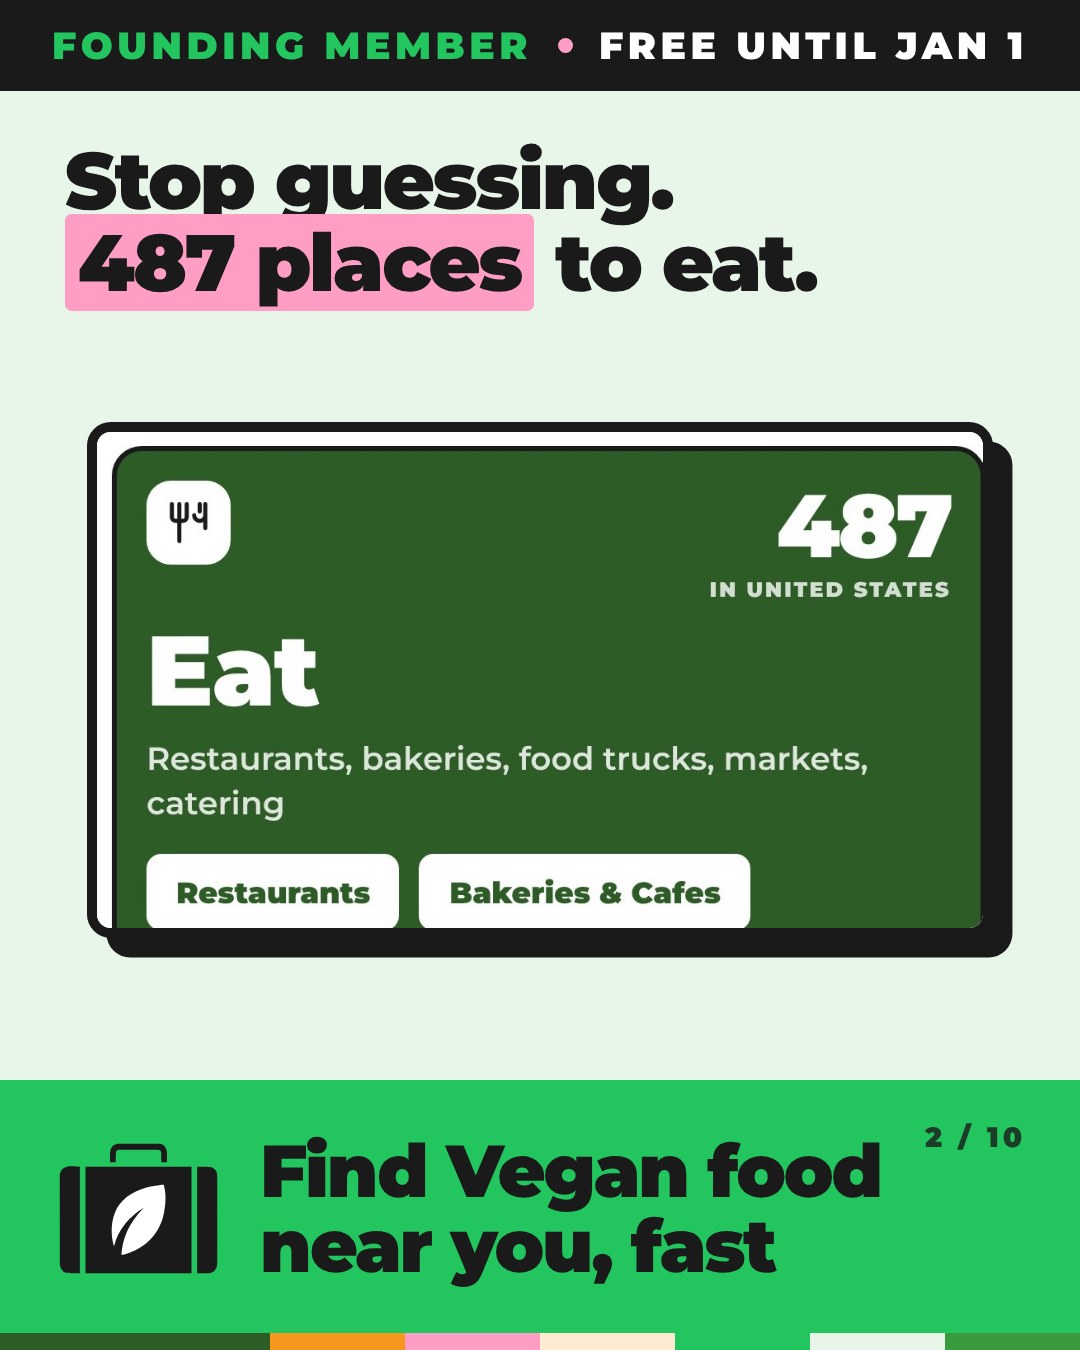 FOUNDING MEMBER • FREE UNTIL JAN 1
Stop guessing.
487 places to eat.
487
IN UNITED STATES
Eat
Restaurants, bakeries, food trucks, markets,
catering
Restaurants Bakeries & Cafes
2 / 10
Find Vegan food
near you, fast